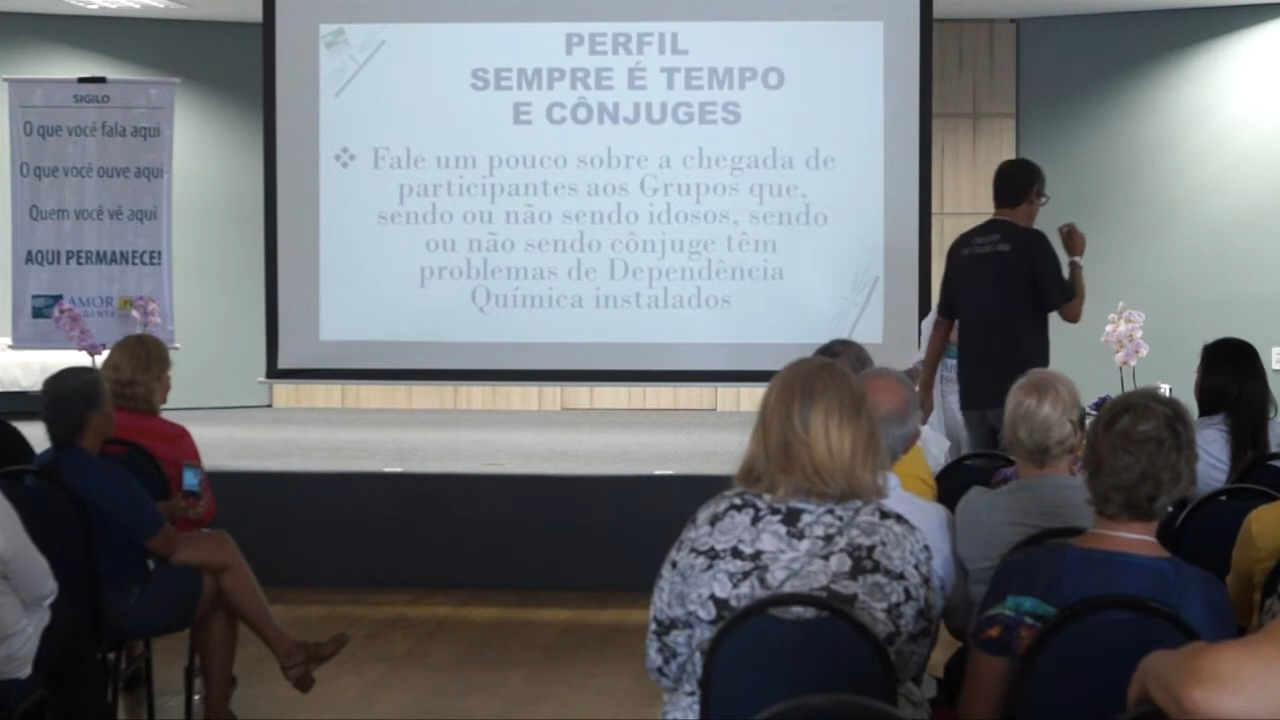 SIGILO
O que você fala aqui
O que você ouve aqui
Quem você vê aqui
AQUI PERMANECE!
AMOR
PERFIL
SEMPRE É TEMPO
E CÔNJUGES
Fale um pouco sobre a chegada de
participantes aos Grupos que,
sendo ou não sendo idosos, sendo
ou não sendo cônjuge têm
problemas de Dependência
Química instalados